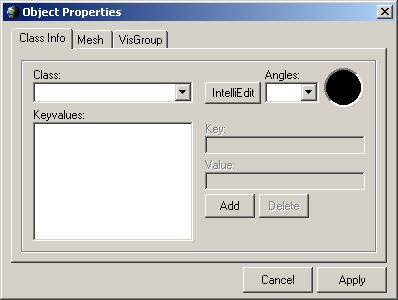 Object Properties
Class Info Mesh VisGroup
Class: Angles:
IntelliEdit
Keyvalues: Key:
Value:
Add Delete
Cancel Apply